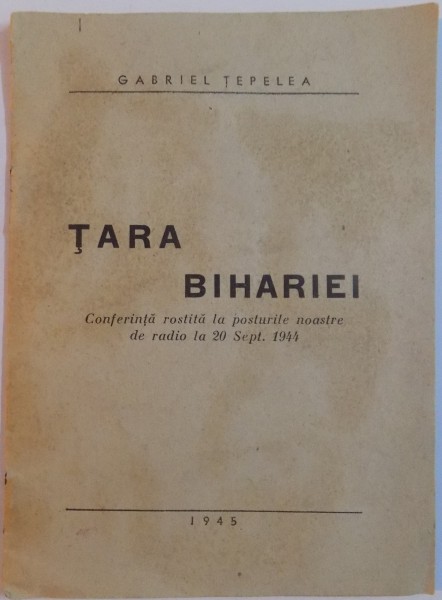 GABRIEL ŢEPELEA
ŢARA
BIHARIEI
Conferinţă rostită la posturile noastre
de radio la 20 Sept. 1944
1945